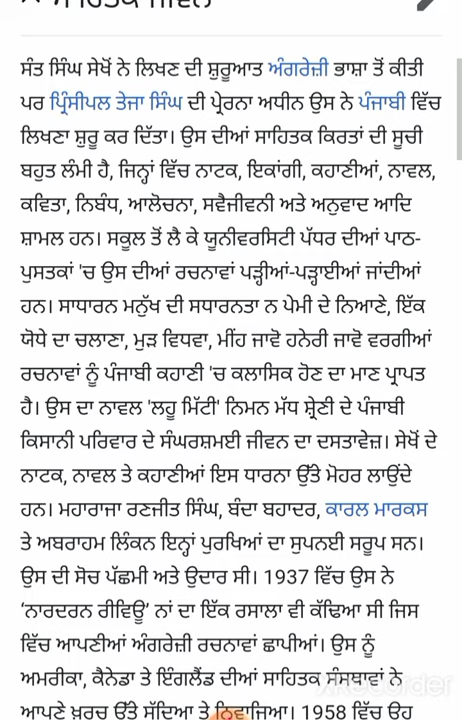 ਸੰਤ ਸਿੰਘ ਸੇਖੋਂ ਨੇ ਲਿਖਣ ਦੀ ਸ਼ੁਰੂਆਤ ਅੰਗਰੇਜ਼ੀ ਭਾਸ਼ਾ ਤੋਂ ਕੀਤੀ
ਪਰ ਪ੍ਰਿੰਸੀਪਲ ਤੇਜਾ ਸਿੰਘ ਦੀ ਪ੍ਰੇਰਨਾ ਅਧੀਨ ਉਸ ਨੇ ਪੰਜਾਬੀ ਵਿੱਚ
ਲਿਖਣਾ ਸ਼ੁਰੂ ਕਰ ਦਿੱਤਾ। ਉਸ ਦੀਆਂ ਸਾਹਿਤਕ ਕਿਰਤਾਂ ਦੀ ਸੂਚੀ
ਬਹੁਤ ਲੰਮੀ ਹੈ, ਜਿਨ੍ਹਾਂ ਵਿੱਚ ਨਾਟਕ, ਇਕਾਂਗੀ, ਕਹਾਣੀਆਂ, ਨਾਵਲ,
ਕਵਿਤਾ, ਨਿਬੰਧ, ਆਲੋਚਨਾ, ਸਵੈਜੀਵਨੀ ਅਤੇ ਅਨੁਵਾਦ ਆਦਿ
ਸ਼ਾਮਲ ਹਨ। ਸਕੂਲ ਤੋਂ ਲੈ ਕੇ ਯੂਨੀਵਰਸਿਟੀ ਪੱਧਰ ਦੀਆਂ ਪਾਠ-
ਪੁਸਤਕਾਂ 'ਚ ਉਸ ਦੀਆਂ ਰਚਨਾਵਾਂ ਪੜ੍ਹੀਆਂ-ਪੜ੍ਹਾਈਆਂ ਜਾਂਦੀਆਂ
ਹਨ। ਸਾਧਾਰਨ ਮਨੁੱਖ ਦੀ ਸਧਾਰਨਤਾ ਨ ਪੇਮੀ ਦੇ ਨਿਆਣੇ, ਇੱਕ
ਯੋਧੇ ਦਾ ਚਲਾਣਾ, ਮੁੜ ਵਿਧਵਾ, ਮੀਂਹ ਜਾਵੋ ਹਨੇਰੀ ਜਾਵੋ ਵਰਗੀਆਂ
ਰਚਨਾਵਾਂ ਨੂੰ ਪੰਜਾਬੀ ਕਹਾਣੀ 'ਚ ਕਲਾਸਿਕ ਹੋਣ ਦਾ ਮਾਣ ਪ੍ਰਾਪਤ
ਹੈ। ਉਸ ਦਾ ਨਾਵਲ 'ਲਹੂ ਮਿੱਟੀ' ਨਿਮਨ ਮੱਧ ਸ਼੍ਰੇਣੀ ਦੇ ਪੰਜਾਬੀ
ਕਿਸਾਨੀ ਪਰਿਵਾਰ ਦੇ ਸੰਘਰਸ਼ਮਈ ਜੀਵਨ ਦਾ ਦਸਤਾਵੇਜ਼। ਸੇਖੋਂ ਦੇ
ਨਾਟਕ, ਨਾਵਲ ਤੇ ਕਹਾਣੀਆਂ ਇਸ ਧਾਰਨਾ ਉੱਤੇ ਮੋਹਰ ਲਾਉਂਦੇ
ਹਨ। ਮਹਾਰਾਜਾ ਰਣਜੀਤ ਸਿੰਘ, ਬੰਦਾ ਬਹਾਦਰ, ਕਾਰਲ ਮਾਰਕਸ
ਤੇ ਅਬਰਾਹਮ ਲਿੰਕਨ ਇਨ੍ਹਾਂ ਪੁਰਖਿਆਂ ਦਾ ਸੁਪਨਈ ਸਰੂਪ ਸਨ।
ਉਸ ਦੀ ਸੋਚ ਪੱਛਮੀ ਅਤੇ ਉਦਾਰ ਸੀ। 1937 ਵਿੱਚ ਉਸ ਨੇ
‘ਨਾਰਦਰਨ ਰੀਵਿਊ’ ਨਾਂ ਦਾ ਇੱਕ ਰਸਾਲਾ ਵੀ ਕੱਢਿਆ ਸੀ ਜਿਸ
ਵਿੱਚ ਆਪਣੀਆਂ ਅੰਗਰੇਜ਼ੀ ਰਚਨਾਵਾਂ ਛਾਪੀਆਂ। ਉਸ ਨੂੰ
ਅਮਰੀਕਾ, ਕੈਨੇਡਾ ਤੇ ਇੰਗਲੈਂਡ ਦੀਆਂ ਸਾਹਿਤਕ ਸੰਸਥਾਵਾਂ ਨੇ
ਆਪਣੇ ਖ਼ਰਚ ਉੱਤੇ ਸੱਦਿਆ ਤੇ ਨਿਵਾਜਿਆ। 1958 ਵਿੱਚ ਉਹ